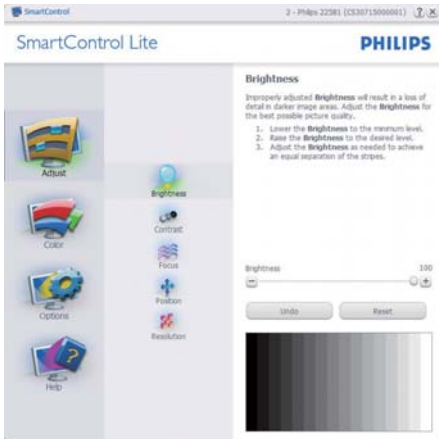 SmartControl
2 - Philips 225B1 (CS30715000001)
SmartControl Lite
PHILIPS
Adjust
Color
Options
Help
Brightness
Contrast
Focus
Position
Resolution
Brightness
Improperly adjusted Brightness will result in a loss of
detail in darker image areas. Adjust the Brightness for
the best possible picture quality.
1. Lower the Brightness to the minimum level.
2. Raise the Brightness to the desired level.
3. Adjust the Brightness as needed to achieve
an equal separation of the stripes.
Brightness 100
Undo Reset